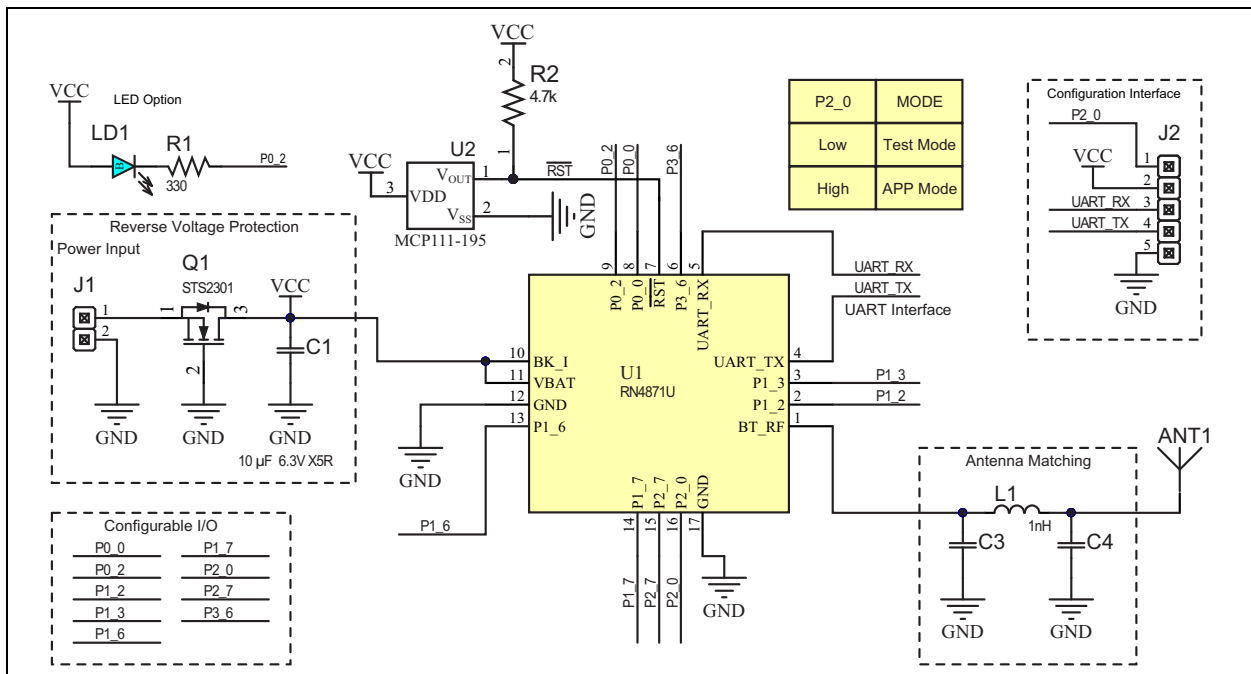 VCC
LED Option
LD1
B
R1
330
P0_2
VCC
2
R2
4.7k
1
U2
VCC
3
VDD
VOUT
1
RST
VSS
2
GND
MCP111-195
P2_0 MODE
Low Test Mode
High APP Mode
Configuration Interface
P2_0
J2
VCC
1
2
UART_RX
3
UART_TX
4
5
GND
Reverse Voltage Protection
Power Input
J1
1
2
Q1
STS2301
1
3
2
VCC
C1
GND
GND
GND
10 µF 6.3V X5R
P0_2
P0_0
P3_6
9
8
7
6
5
P0_2
P0_0
RST
P3_6
UART_RX
UART_RX
UART_TX
UART Interface
10
BK_I
11
VBAT
12
GND
13
P1_6
GND
P1_6
U1
RN4871U
UART_TX
4
P1_3
3
P1_3
P1_2
2
P1_2
BT_RF
1
P1_7
P2_7
P2_0
GND
14
15
16
17
P1_7
P2_7
P2_0
GND
Antenna Matching
ANT1
L1
1nH
C3
C4
GND
GND
Configurable I/O
P0_0 P1_7
P0_2 P2_0
P1_2 P2_7
P1_3 P3_6
P1_6